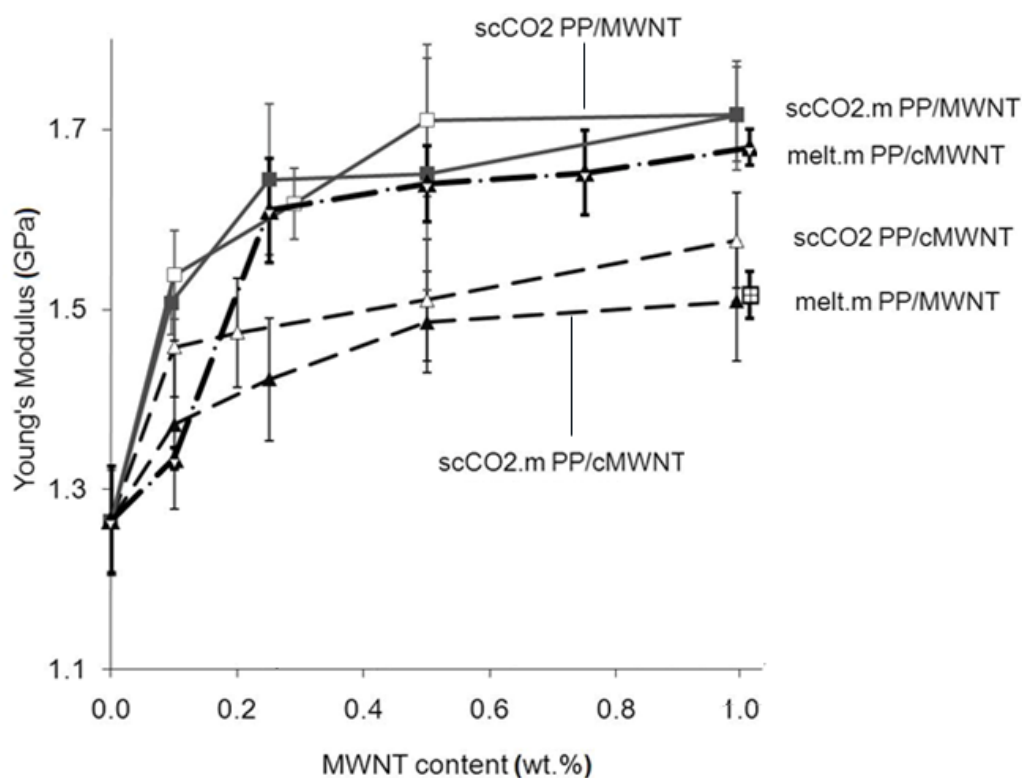 scCO2 PP/MWNT
scCO2.m PP/MWNT
melt.m PP/cMWNT
scCO2 PP/cMWNT
melt.m PP/MWNT
scCO2.m PP/cMWNT
Young's Modulus (GPa)
1.7
1.5
1.3
1.1
0.0 0.2 0.4 0.6 0.8 1.0
MWNT content (wt.%)